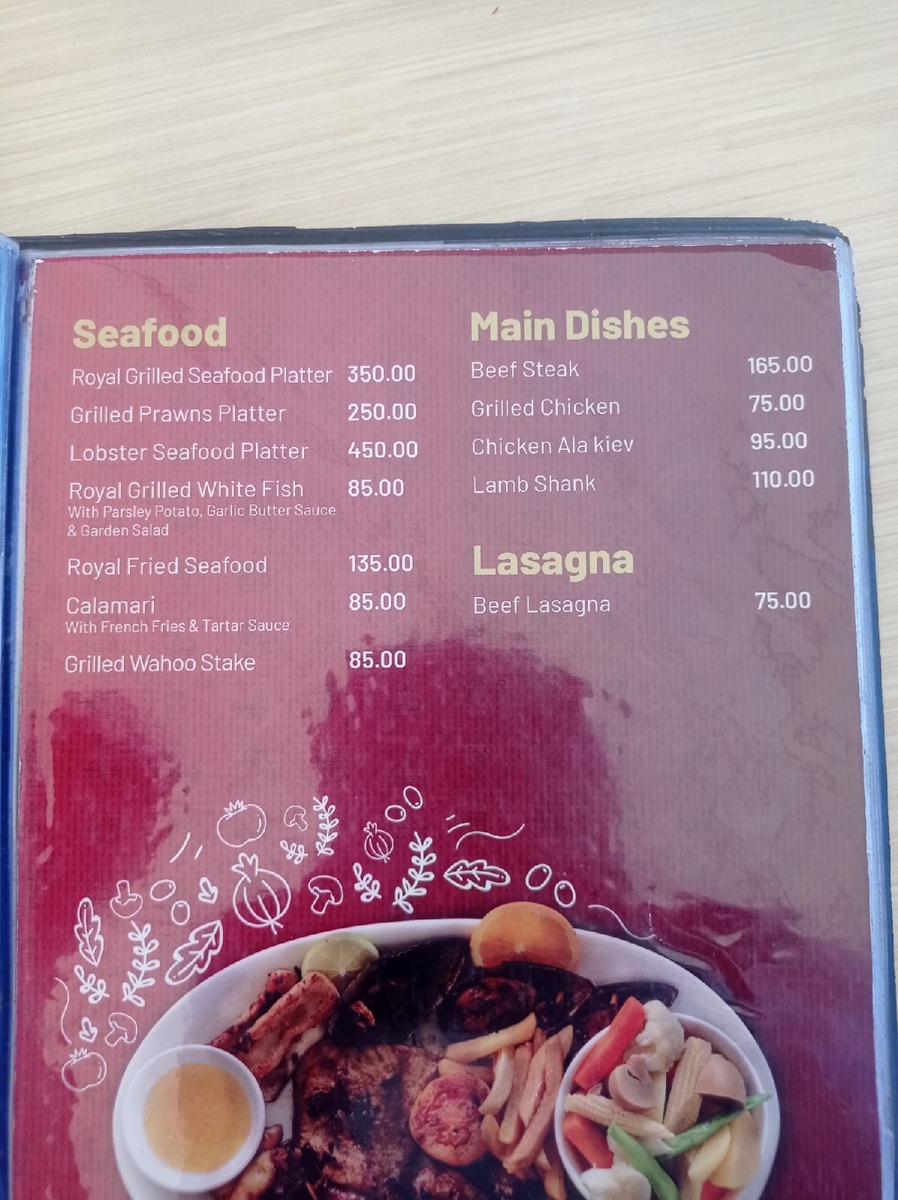 Seafood
Royal Grilled Seafood Platter 350.00
Grilled Prawns Platter 250.00
Lobster Seafood Platter 450.00
Royal Grilled White Fish 85.00
With Parsley Potato, Garlic Butter Sauce
& Garden Salad
Royal Fried Seafood 135.00
Calamari 85.00
With French Fries & Tartar Sauce
Grilled Wahoo Stake 85.00
Main Dishes
Beef Steak 165.00
Grilled Chicken 75.00
Chicken Ala kiev 95.00
Lamb Shank 110.00
Lasagna
Beef Lasagna 75.00